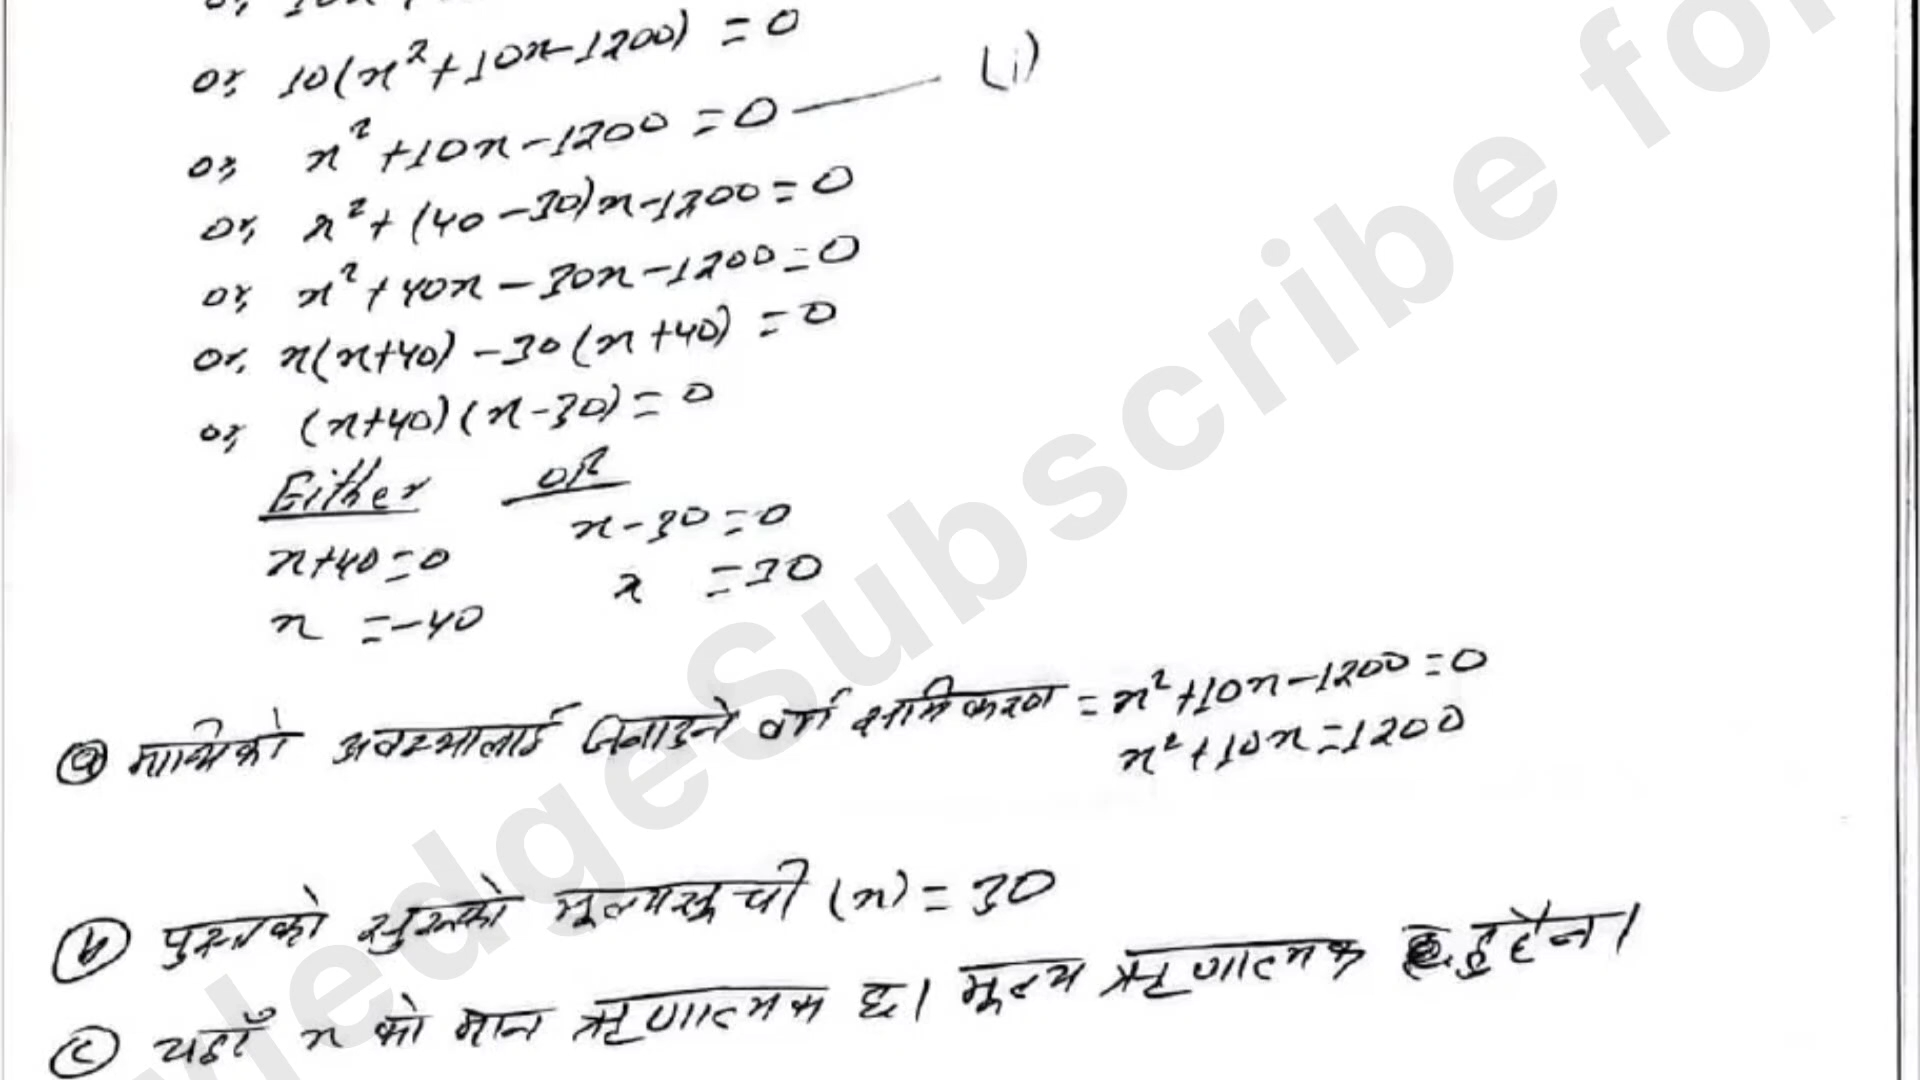 or, 10(x²+10x-1200) = 0
or, x²+10x-1200 = 0 —— (i)
or, x²+(40-30)x-1200=0
or, x²+40x-30x-1200=0
or, x(x+40)-30(x+40) = 0
or, (x+40)(x-30)=0
Either OR
x+40=0 x-30=0
x =-40 x =30
ⓐ माथिको अवस्थालाई जनाउने वर्ग समिकरण = x²+10x-1200=0
x²+10x=1200
ⓑ पुस्तकको सुरुको मूल्यसूची (x) = 30
ⓒ यहाँ x को मान ऋणात्मक छ। मूल्य ऋणात्मक हुदैन।
ledgeSubscribe for